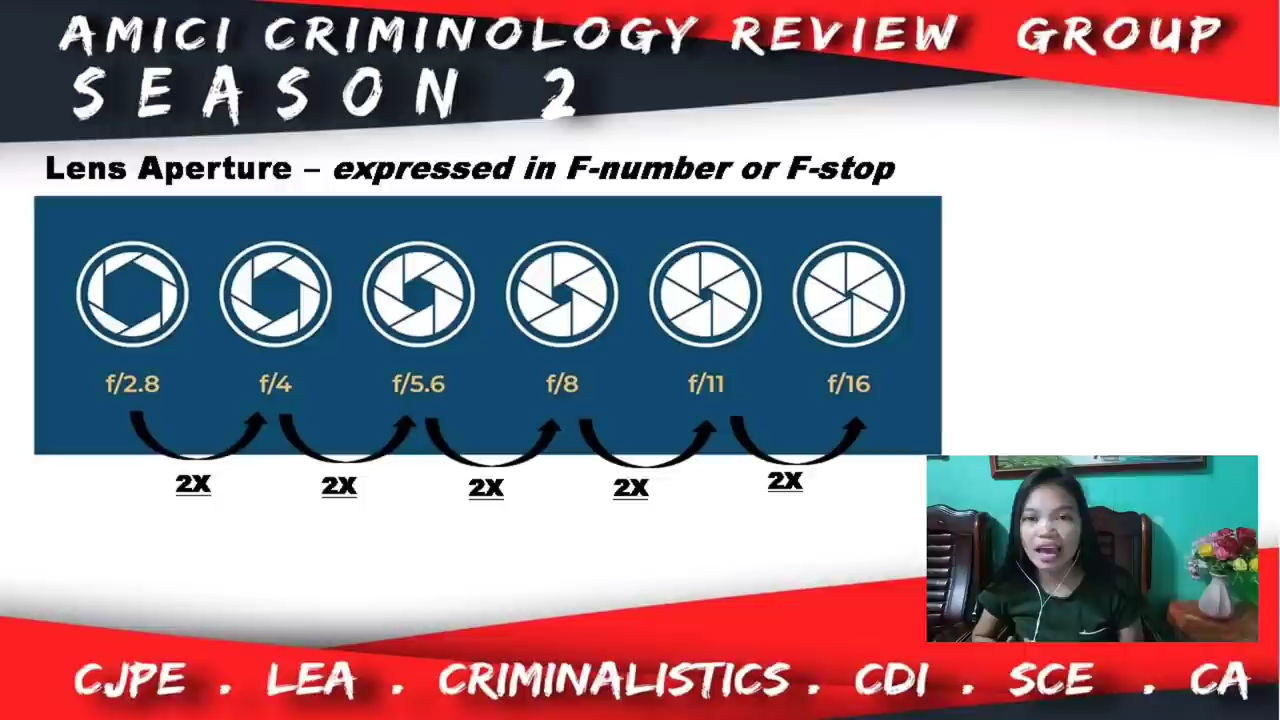 AMICI CRIMINOLOGY REVIEW GROUP
SEASON 2
Lens Aperture – expressed in F-number or F-stop
f/2.8 f/4 f/5.6 f/8 f/11 f/16
2X 2X 2X 2X 2X
CJPE . LEA . CRIMINALISTICS . CDI . SCE . CA